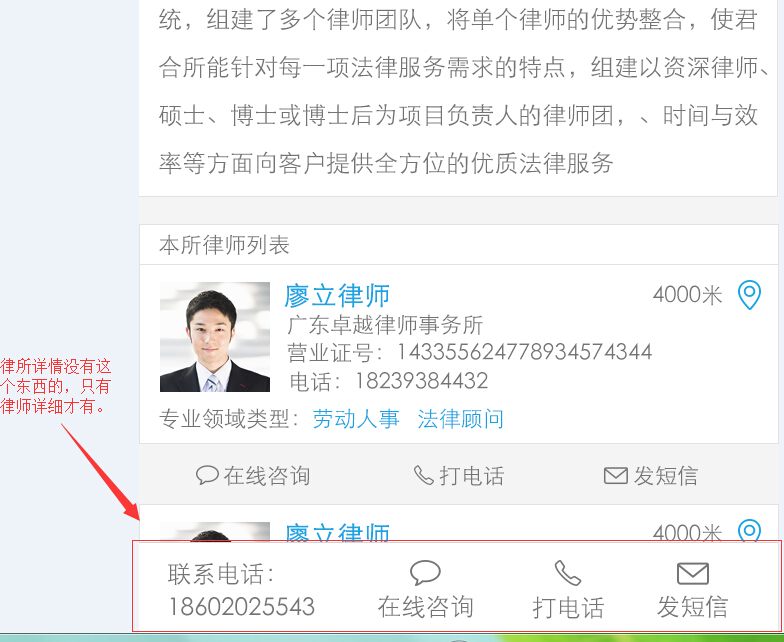 统，组建了多个律师团队，将单个律师的优势整合，使君
合所能针对每一项法律服务需求的特点，组建以资深律师、
硕士、博士或博士后为项目负责人的律师团，、时间与效
率等方面向客户提供全方位的优质法律服务
本所律师列表
廖立律师 4000米
广东卓越律师事务所
营业证号：143355624778934574344
电话：18239384432
专业领域类型：劳动人事 法律顾问
在线咨询 打电话 发短信
律所详情没有这
个东西的，只有
律师详细才有。
廖立律师 4000米
联系电话：
18602025543
在线咨询 打电话 发短信